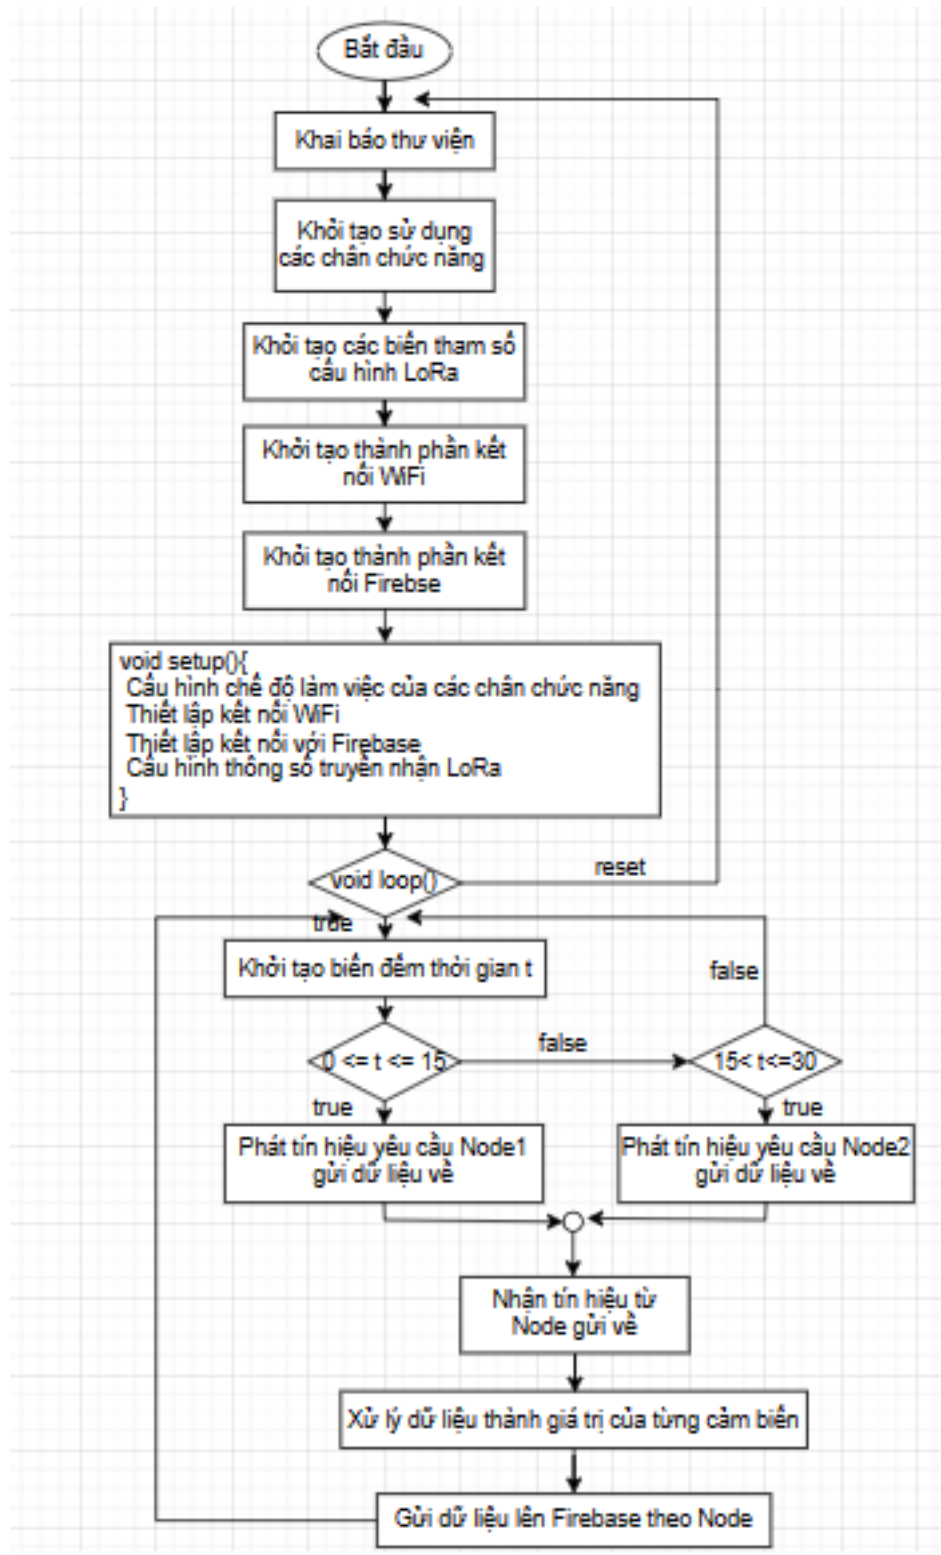 Bắt đầu
Khai báo thư viện
Khởi tạo sử dụng
các chân chức năng
Khỏi tạo các biến tham số
cấu hình LoRa
Khởi tạo thành phần kết
nối WiFi
Khỏi tạo thành phần kết
nối Firebse
void setup(){
Cấu hình chế độ làm việc của các chân chức năng
Thiết lập kết nối WiFi
Thiết lập kết nối với Firebase
Cấu hình thông số truyền nhận LoRa
}
void loop()
reset
true
Khởi tạo biến đếm thời gian t
false
0 <= t <= 15
false
15< t<=30
true
true
Phát tín hiệu yêu cầu Node1
gửi dữ liệu về
Phát tín hiệu yêu cầu Node2
gửi dữ liệu về
Nhận tín hiệu từ
Node gửi về
Xử lý dữ liệu thành giá trị của từng cảm biến
Gửi dữ liệu lên Firebase theo Node